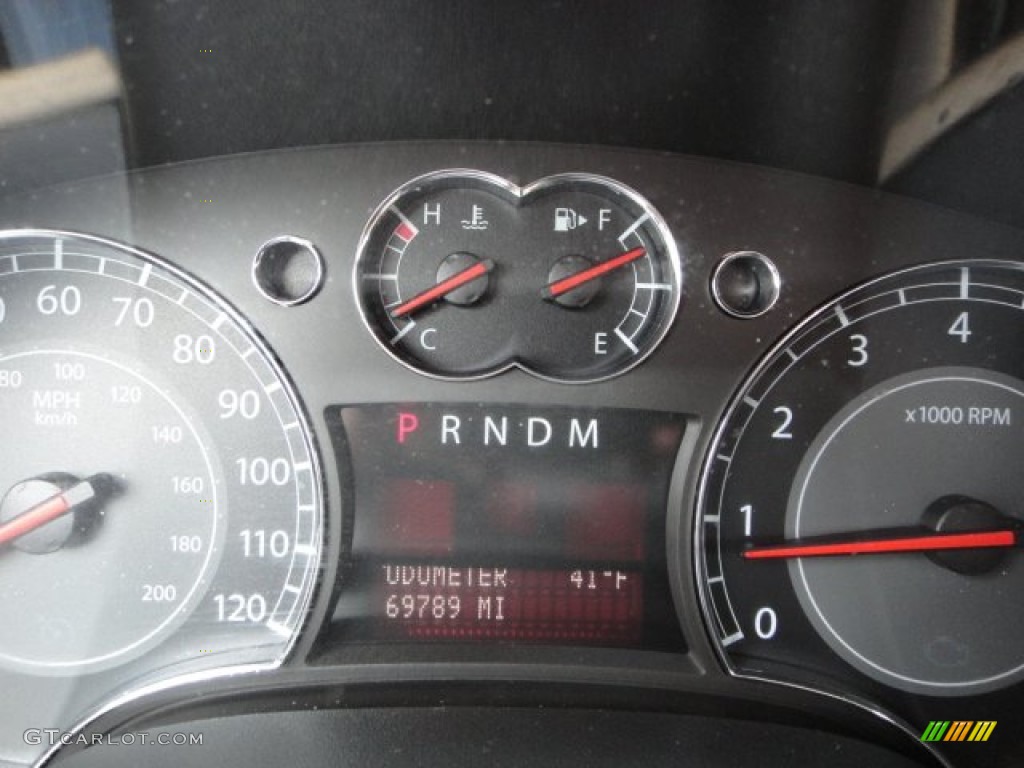 H F
C E
60 70 80 90 100 110 120
MPH
km/h
80 100 120 140 160 180 200
P R N D M
ODOMETER 41°F
69789 MI
0 1 2 3 4
x1000 RPM
GTCARLOT.COM